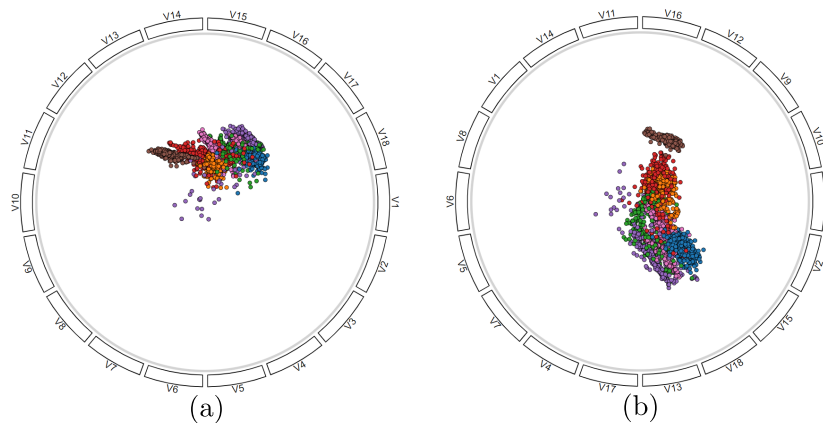 V14 V15
V13 V16
V12 V17
V11 V18
V10 V1
V9 V2
V8 V3
V7 V4
V6 V5
(a)
V11 V16
V14 V12
V1 V9
V8 V10
V6
V5 V2
V7 V15
V4 V18
V17 V13
(b)